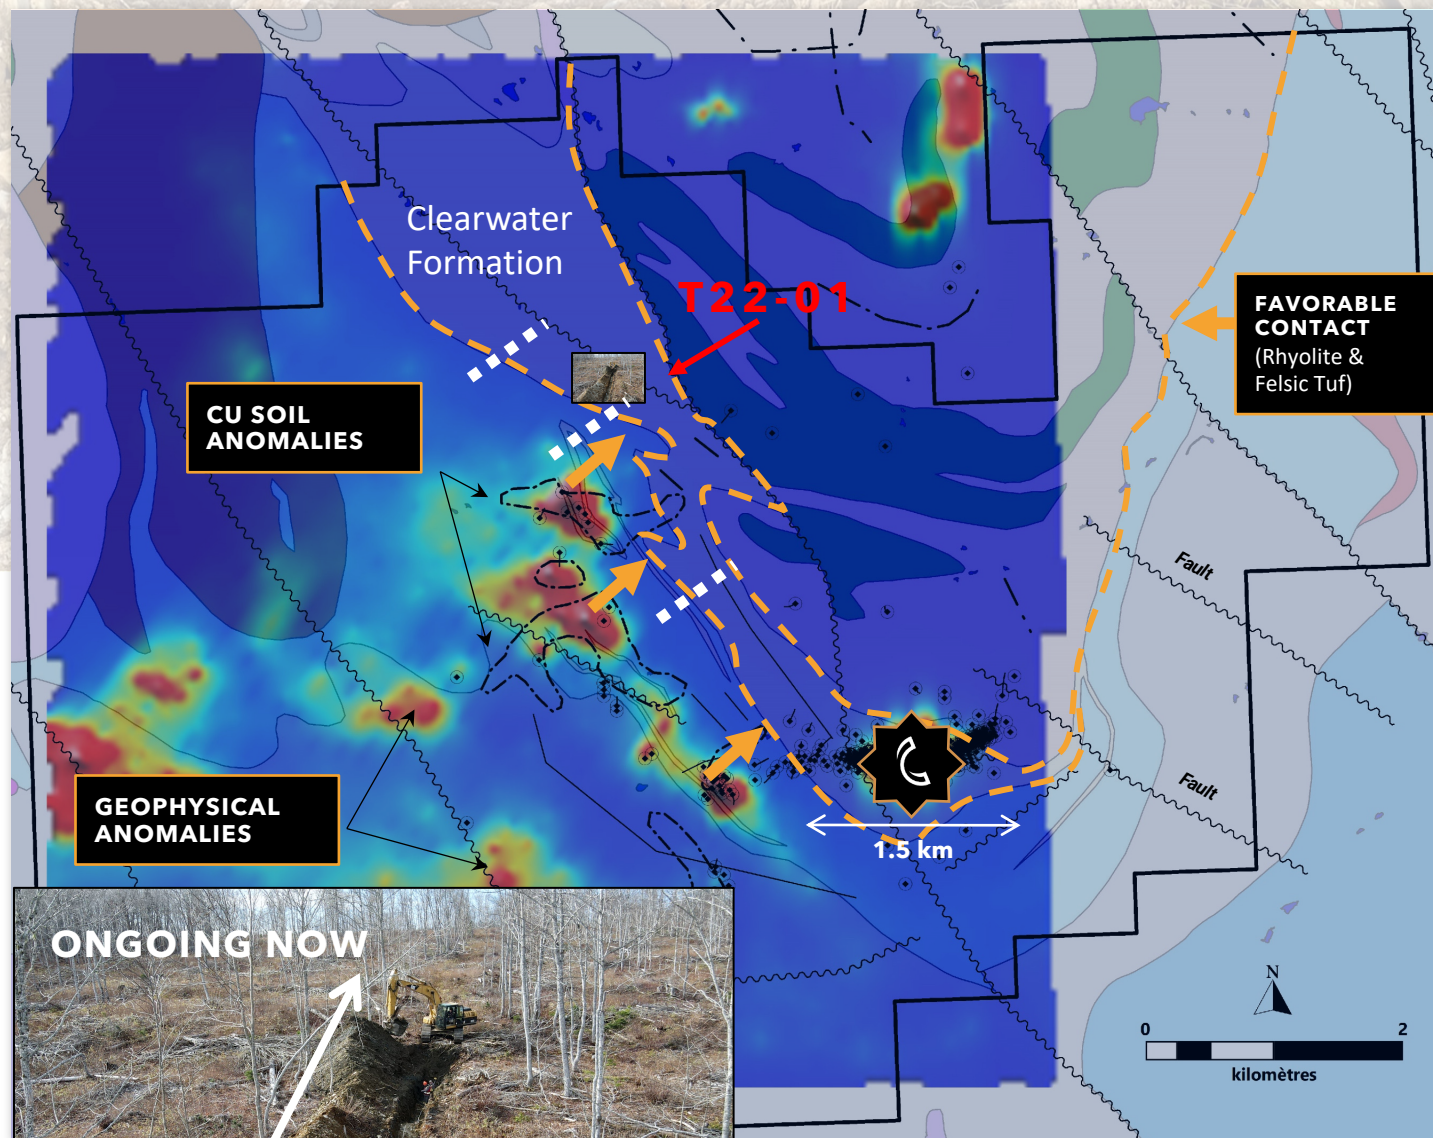 Clearwater
Formation
T22-01
FAVORABLE
CONTACT
(Rhyolite &
Felsic Tuf)
CU SOIL
ANOMALIES
Fault
Fault
GEOPHYSICAL
ANOMALIES
1.5 km
ONGOING NOW
N
0 2
kilomètres